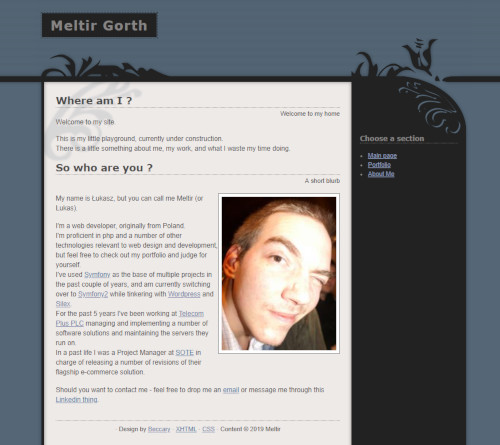 Meltir Gorth
Where am I ?
Welcome to my home
Welcome to my site.
This is my little playground, currently under construction.
There is a little something about me, my work, and what I waste my time doing.
So who are you ?
A short blurb
My name is Łukasz, but you can call me Meltir (or
Lukas).
I'm a web developer, originally from Poland.
I'm proficient in php and a number of other
technologies relevant to web design and development,
but feel free to check out my portfolio and judge for
yourself.
I've used Symfony as the base of multiple projects in
the past couple of years, and am currently switching
over to Symfony2 while tinkering with Wordpress and
Silex.
For the past 5 years I've been working at Telecom
Plus PLC managing and implementing a number of
software solutions and maintaining the servers they
run on.
In a past life I was a Project Manager at SOTE in
charge of releasing a number of revisions of their
flagship e-commerce solution.
Should you want to contact me - feel free to drop me an email or message me through this
Linkedin thing.
· Design by Beccary · XHTML · CSS · Content © 2019 Meltir
Choose a section
Main page
Portfolio
About Me